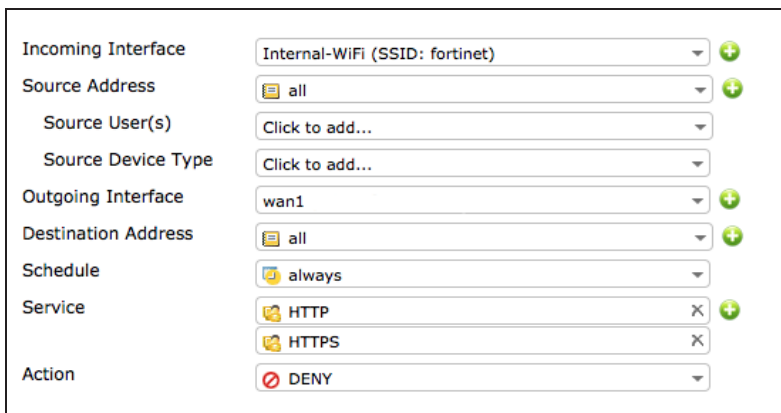 Incoming Interface Internal-WiFi (SSID: fortinet)
Source Address all
Source User(s) Click to add...
Source Device Type Click to add...
Outgoing Interface wan1
Destination Address all
Schedule always
Service HTTP
HTTPS
Action DENY